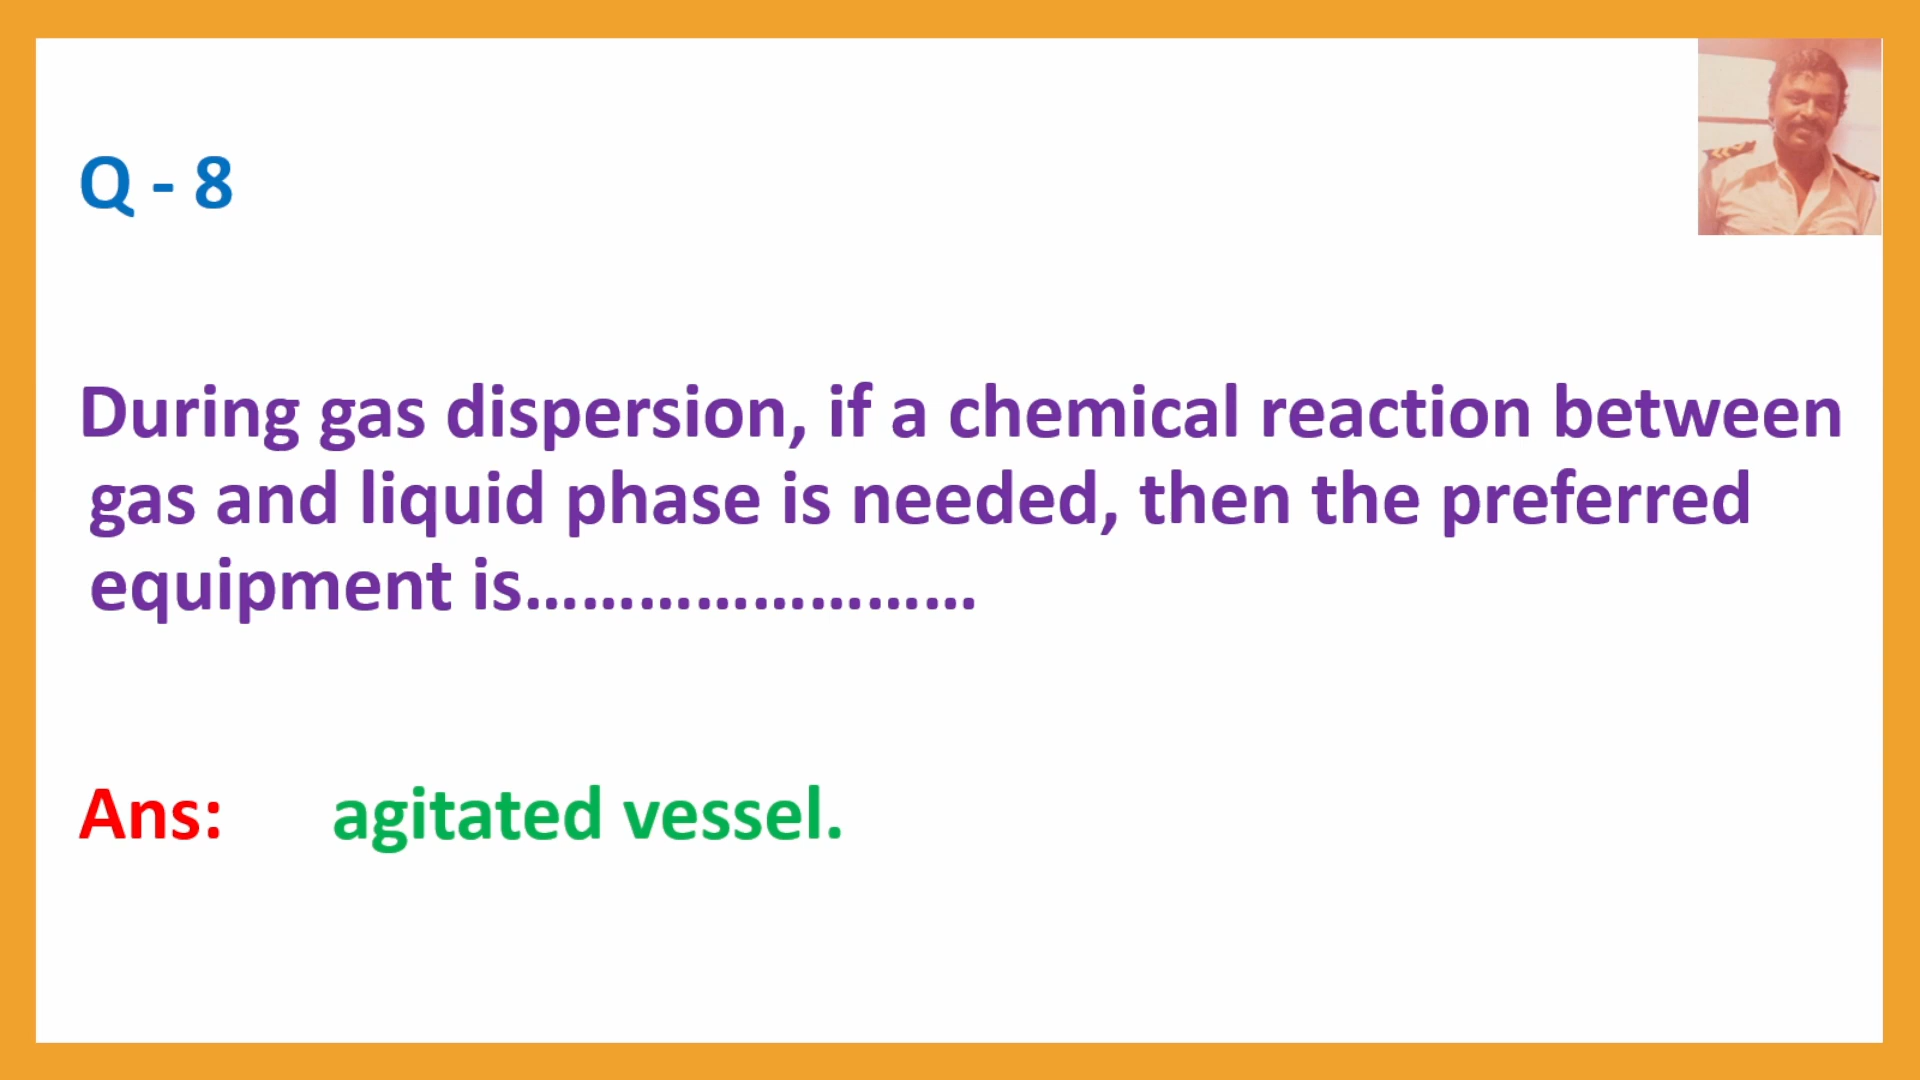 Q - 8
During gas dispersion, if a chemical reaction between
gas and liquid phase is needed, then the preferred
equipment is……………………
Ans: agitated vessel.